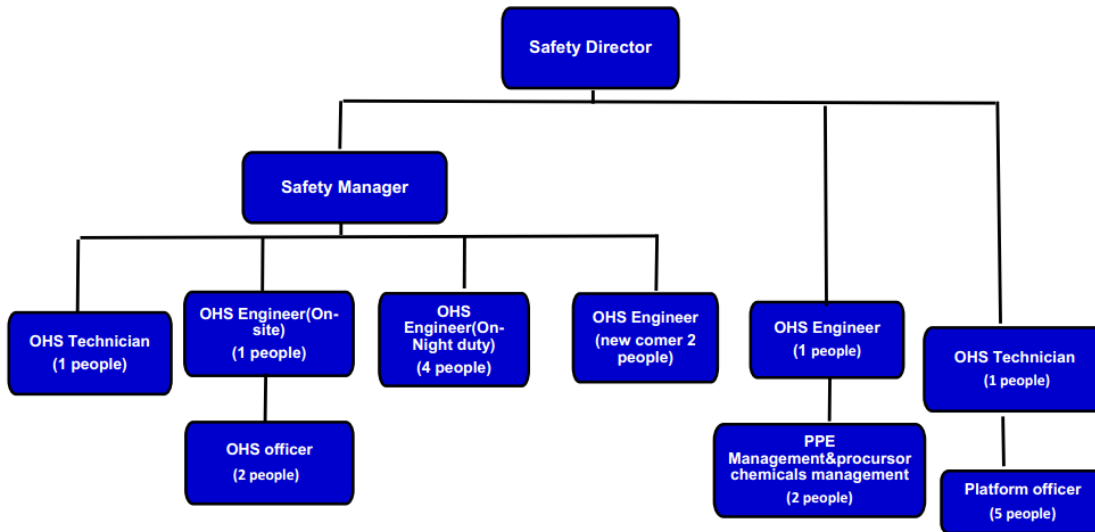 Safety Director
Safety Manager
OHS Technician
(1 people)
OHS Engineer(On-
site)
(1 people)
OHS
Engineer(On-
Night duty)
(4 people)
OHS Engineer
(new comer 2
people)
OHS Engineer
(1 people)
OHS Technician
(1 people)
OHS officer
(2 people)
PPE
Management&procursor
chemicals management
(2 people)
Platform officer
(5 people)